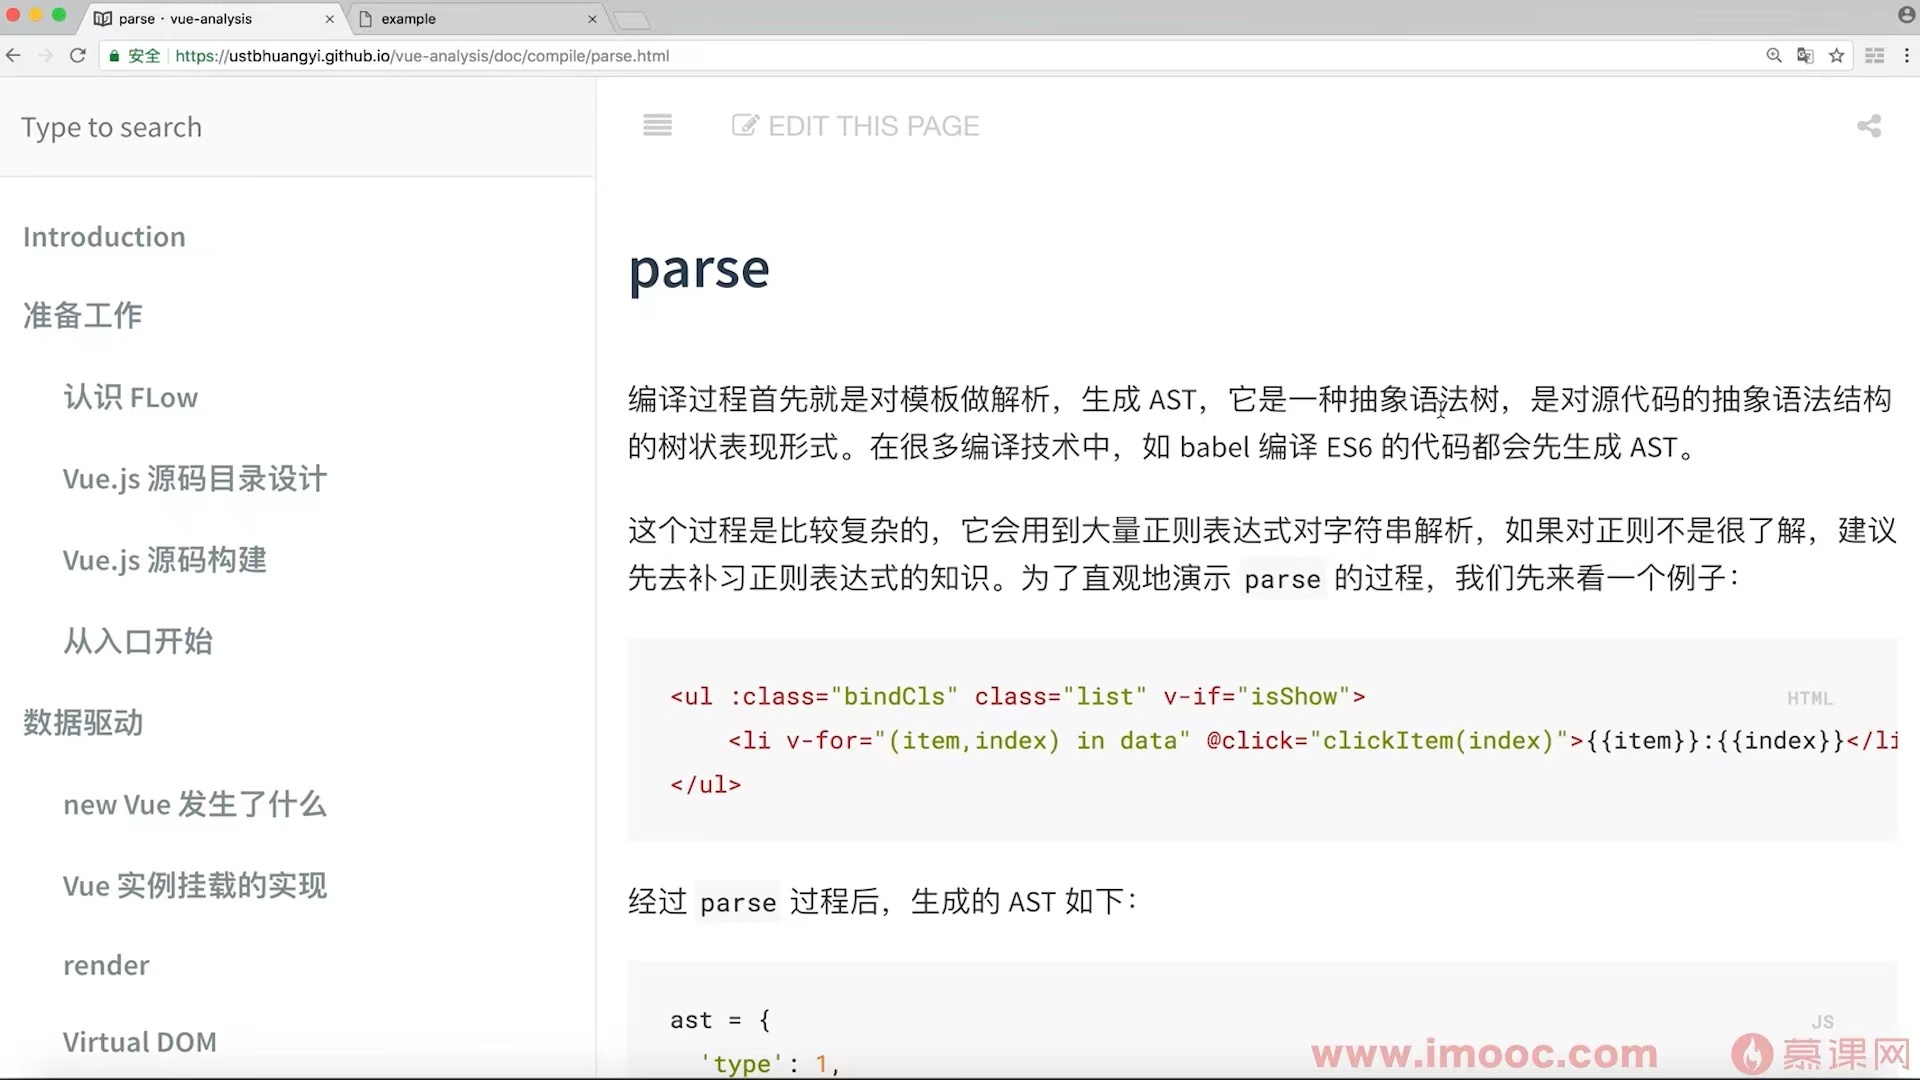 parse · vue-analysis
example
安全
https://ustbhuangyi.github.io/vue-analysis/doc/compile/parse.html
Type to search
EDIT THIS PAGE
Introduction
准备工作
认识 FLow
Vue.js 源码目录设计
Vue.js 源码构建
从入口开始
数据驱动
new Vue 发生了什么
Vue 实例挂载的实现
render
Virtual DOM
parse
编译过程首先就是对模板做解析，生成 AST，它是一种抽象语法树，是对源代码的抽象语法结构
的树状表现形式。在很多编译技术中，如 babel 编译 ES6 的代码都会先生成 AST。
这个过程是比较复杂的，它会用到大量正则表达式对字符串解析，如果对正则不是很了解，建议
先去补习正则表达式的知识。为了直观地演示 parse 的过程，我们先来看一个例子：
HTML
<ul :class="bindCls" class="list" v-if="isShow">
<li v-for="(item,index) in data" @click="clickItem(index)">{{item}}:{{index}}</li
</ul>
经过 parse 过程后，生成的 AST 如下：
JS
ast = {
'type': 1,
www.imooc.com
慕课网